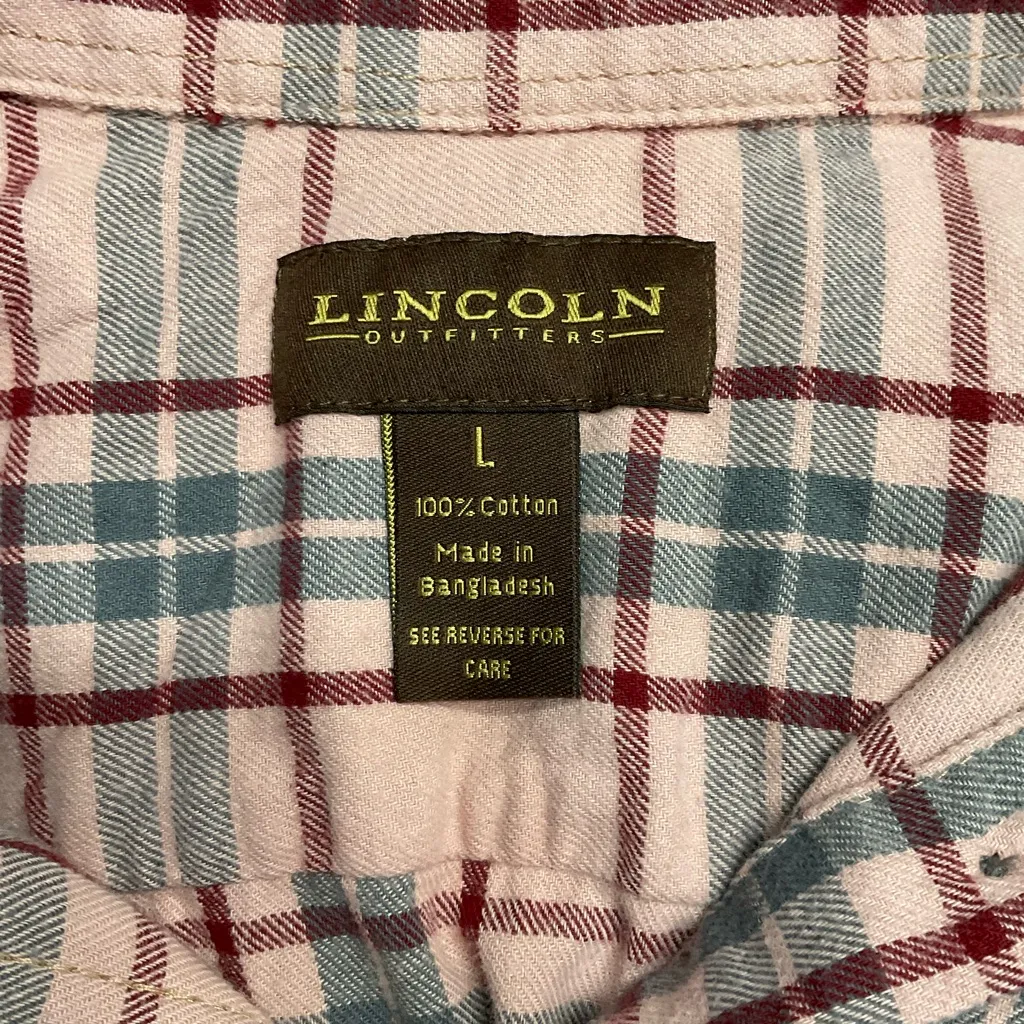 LINCOLN
OUTFITTERS
L
100% Cotton
Made in
Bangladesh
SEE REVERSE FOR
CARE